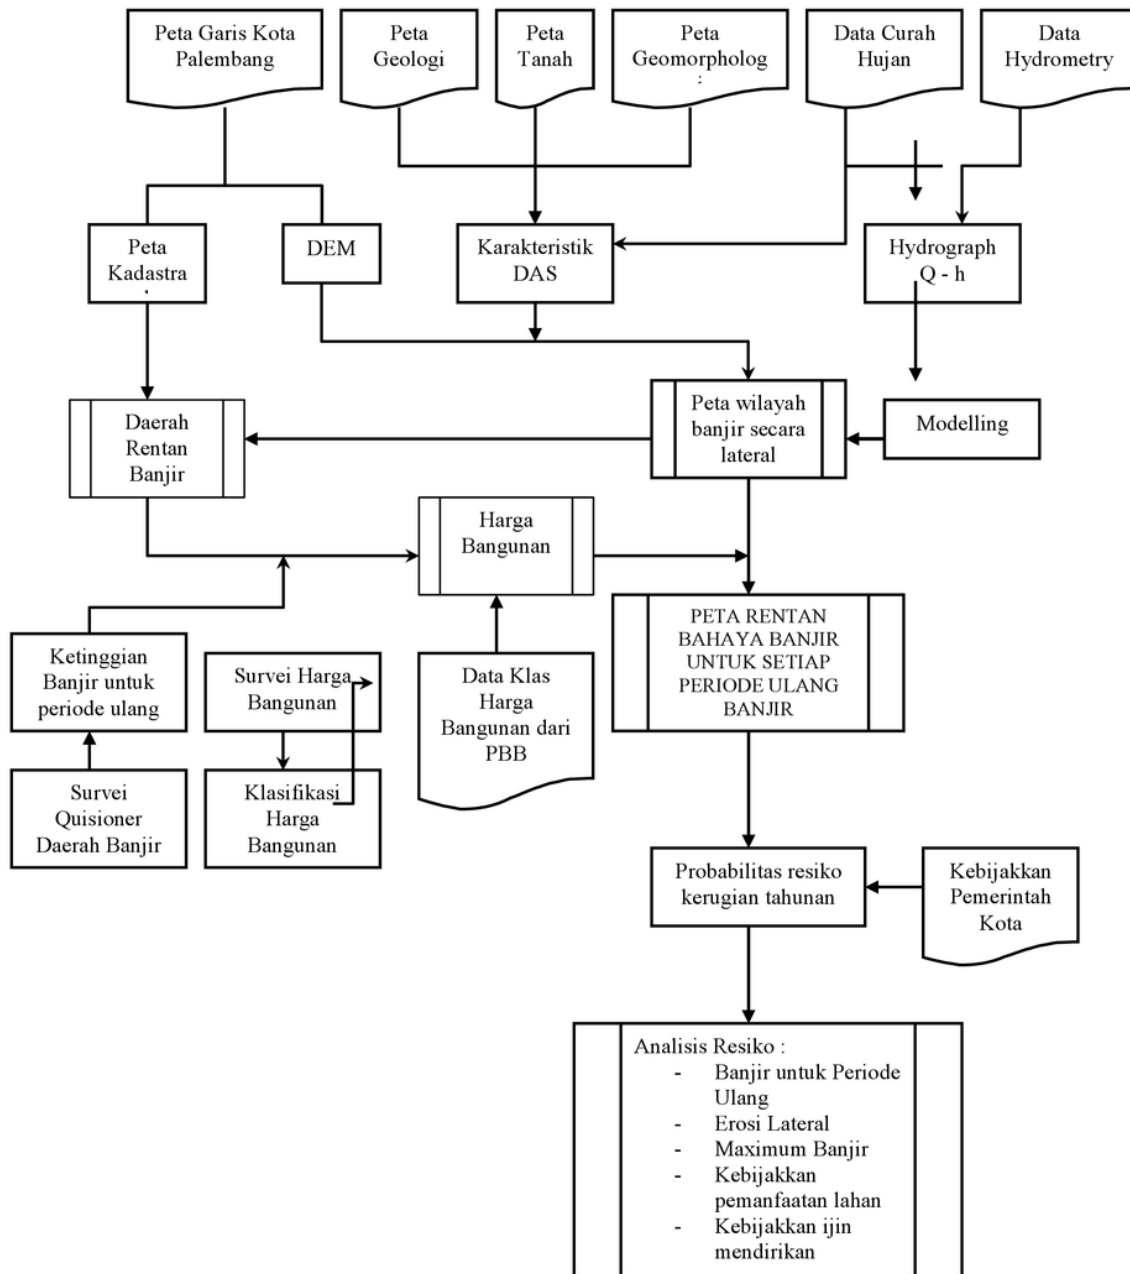 Peta Garis Kota
Palembang
Peta
Geologi
Peta
Tanah
Peta
Geomorpholog
Data Curah
Hujan
Data
Hydrometry
Peta
Kadastra
DEM
Karakteristik
DAS
Hydrograph
Q - h
Daerah
Rentan
Banjir
Peta wilayah
banjir secara
lateral
Modelling
Harga
Bangunan
PETA RENTAN
BAHAYA BANJIR
UNTUK SETIAP
PERIODE ULANG
BANJIR
Ketinggian
Banjir untuk
periode ulang
Survei Harga
Bangunan
Data Klas
Harga
Bangunan dari
PBB
Survei
Quisioner
Daerah Banjir
Klasifikasi
Harga
Bangunan
Probabilitas resiko
kerugian tahunan
Kebijakkan
Pemerintah
Kota
Analisis Resiko :
- Banjir untuk Periode
Ulang
- Erosi Lateral
- Maximum Banjir
- Kebijakkan
pemanfaatan lahan
- Kebijakkan ijin
mendirikan